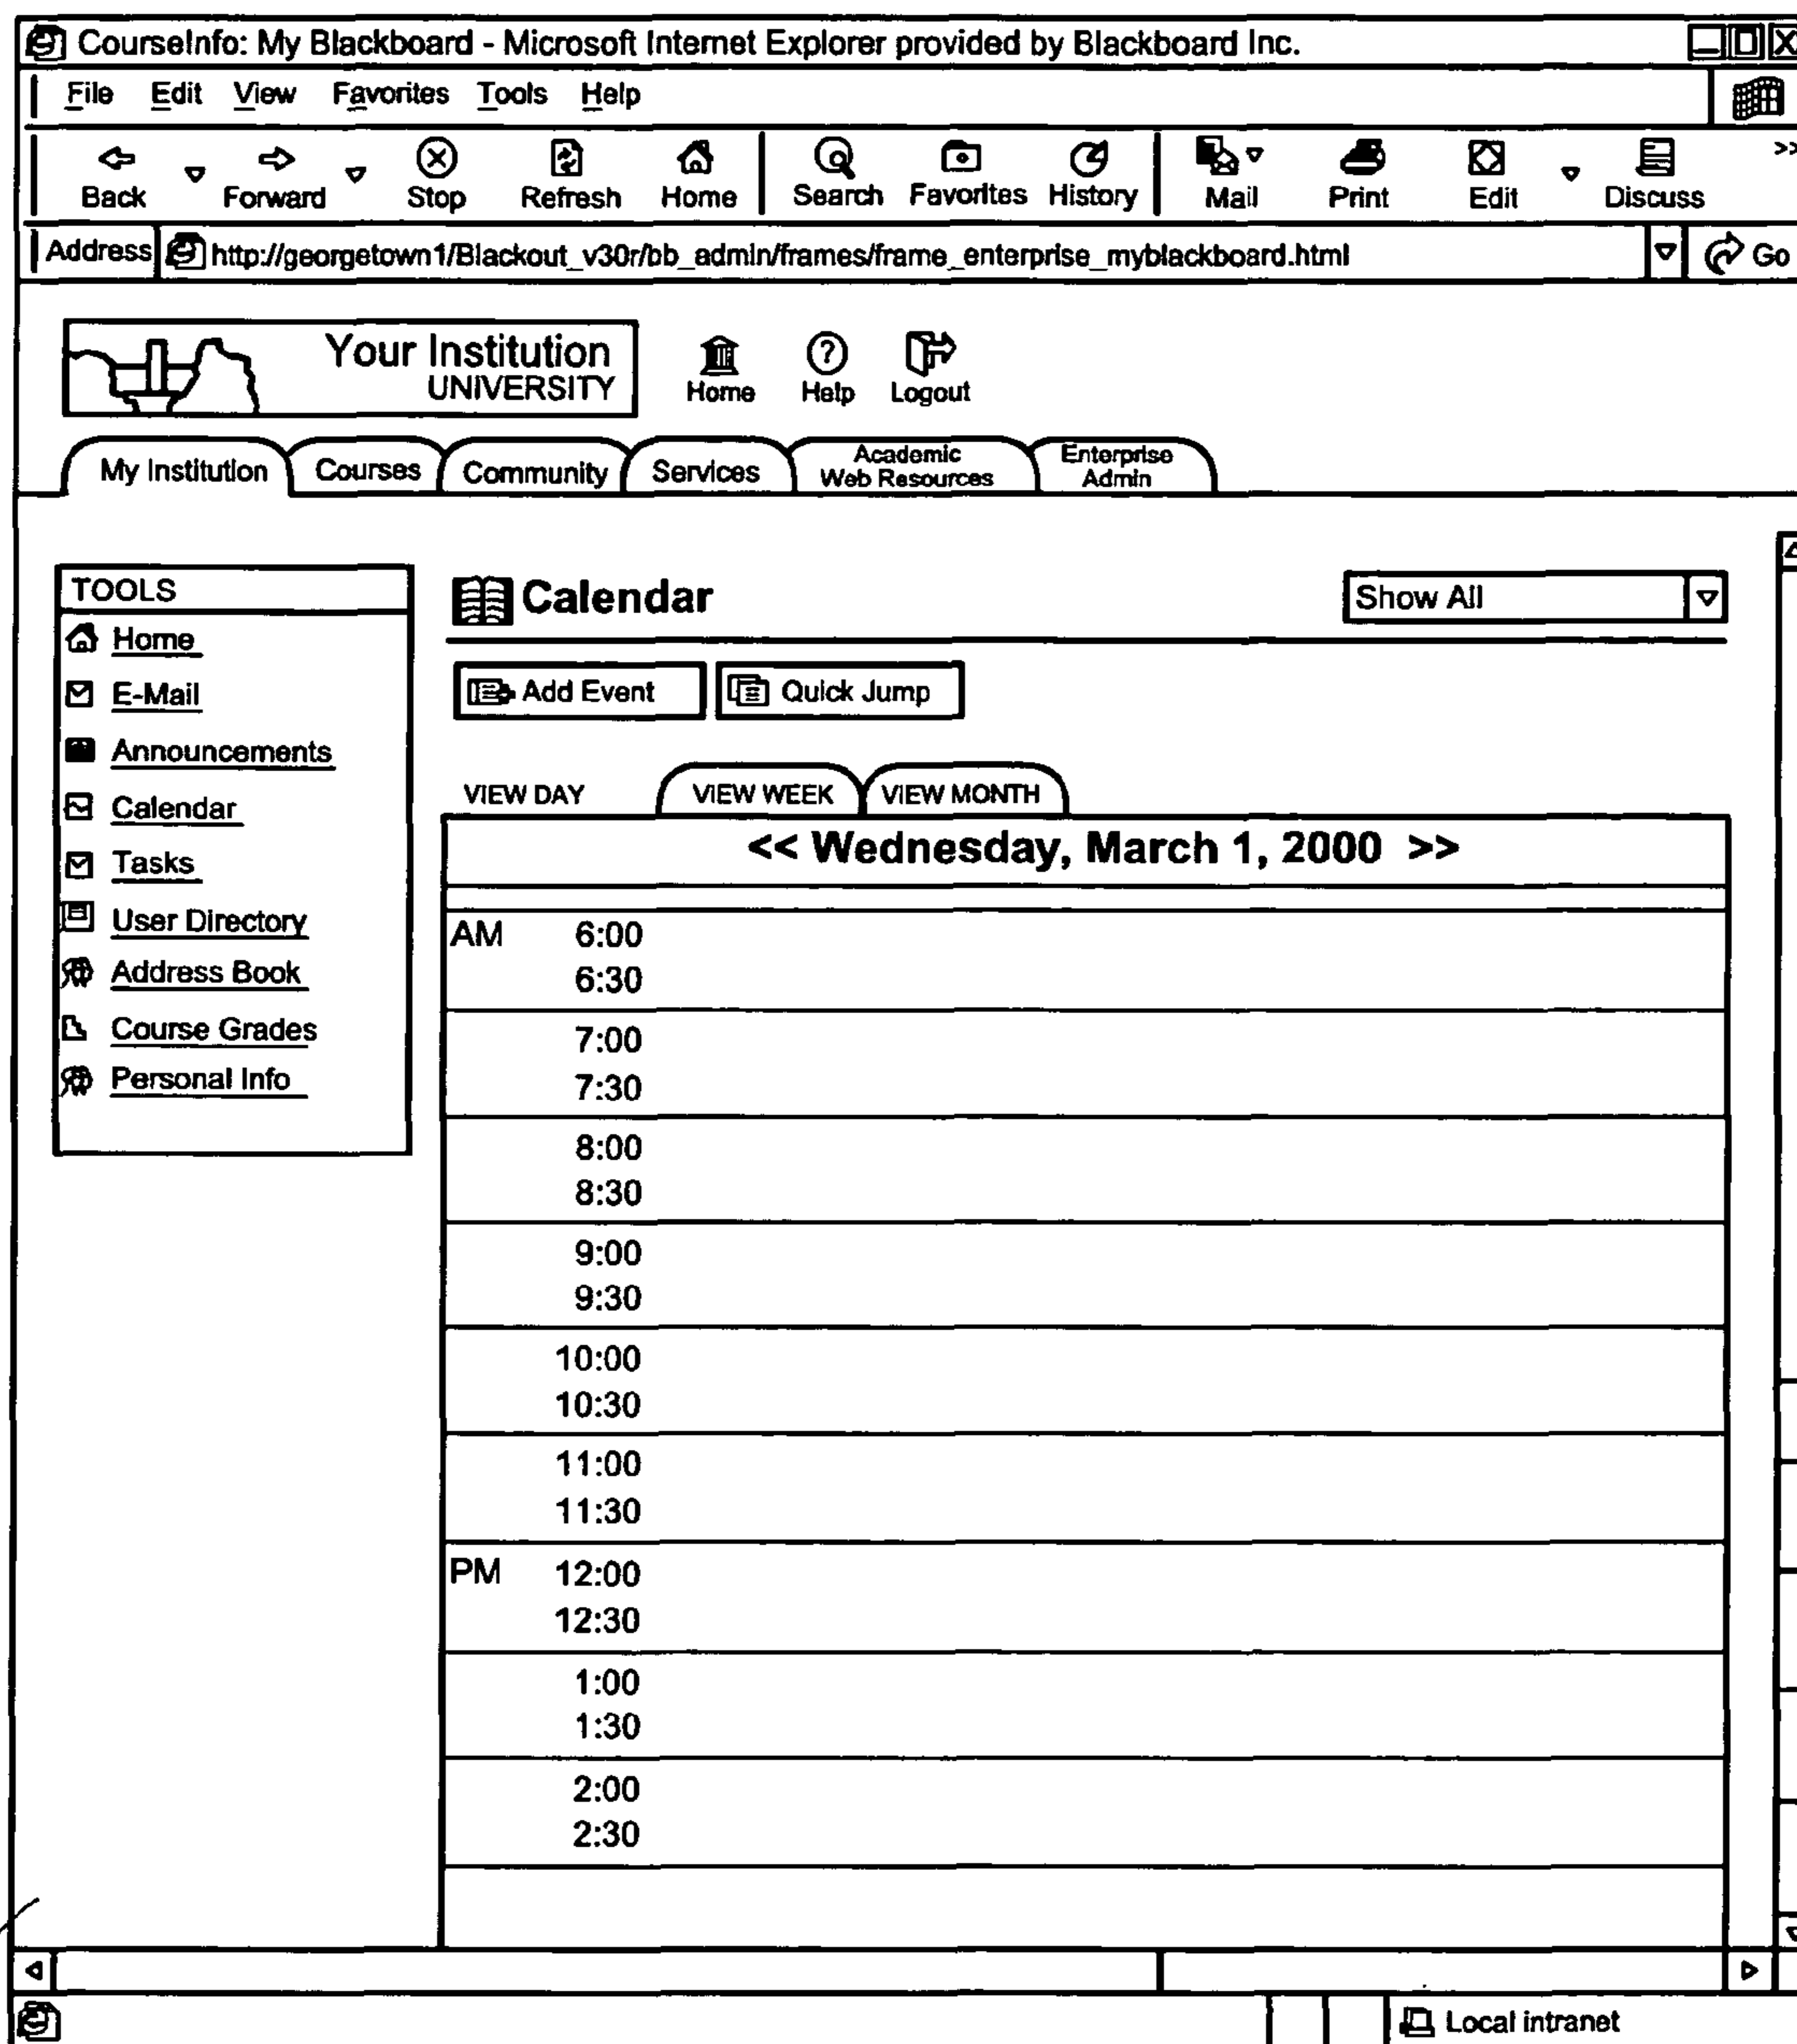 CourseInfo: My Blackboard - Microsoft Internet Explorer provided by Blackboard Inc.
File Edit View Favorites Tools Help
Back Forward Stop Refresh Home Search Favorites History Mail Print Edit Discuss >>
Address http://georgetown1/Blackout_v30r/bb_admin/frames/frame_enterprise_myblackboard.html Go
Your Institution
UNIVERSITY
Home Help Logout
My Institution Courses Community Services Academic Web Resources Enterprise Admin
TOOLS
Home
E-Mail
Announcements
Calendar
Tasks
User Directory
Address Book
Course Grades
Personal Info
Calendar Show All
Add Event Quick Jump
VIEW DAY VIEW WEEK VIEW MONTH
<< Wednesday, March 1, 2000 >>
AM 6:00
6:30
7:00
7:30
8:00
8:30
9:00
9:30
10:00
10:30
11:00
11:30
PM 12:00
12:30
1:00
1:30
2:00
2:30
Local intranet